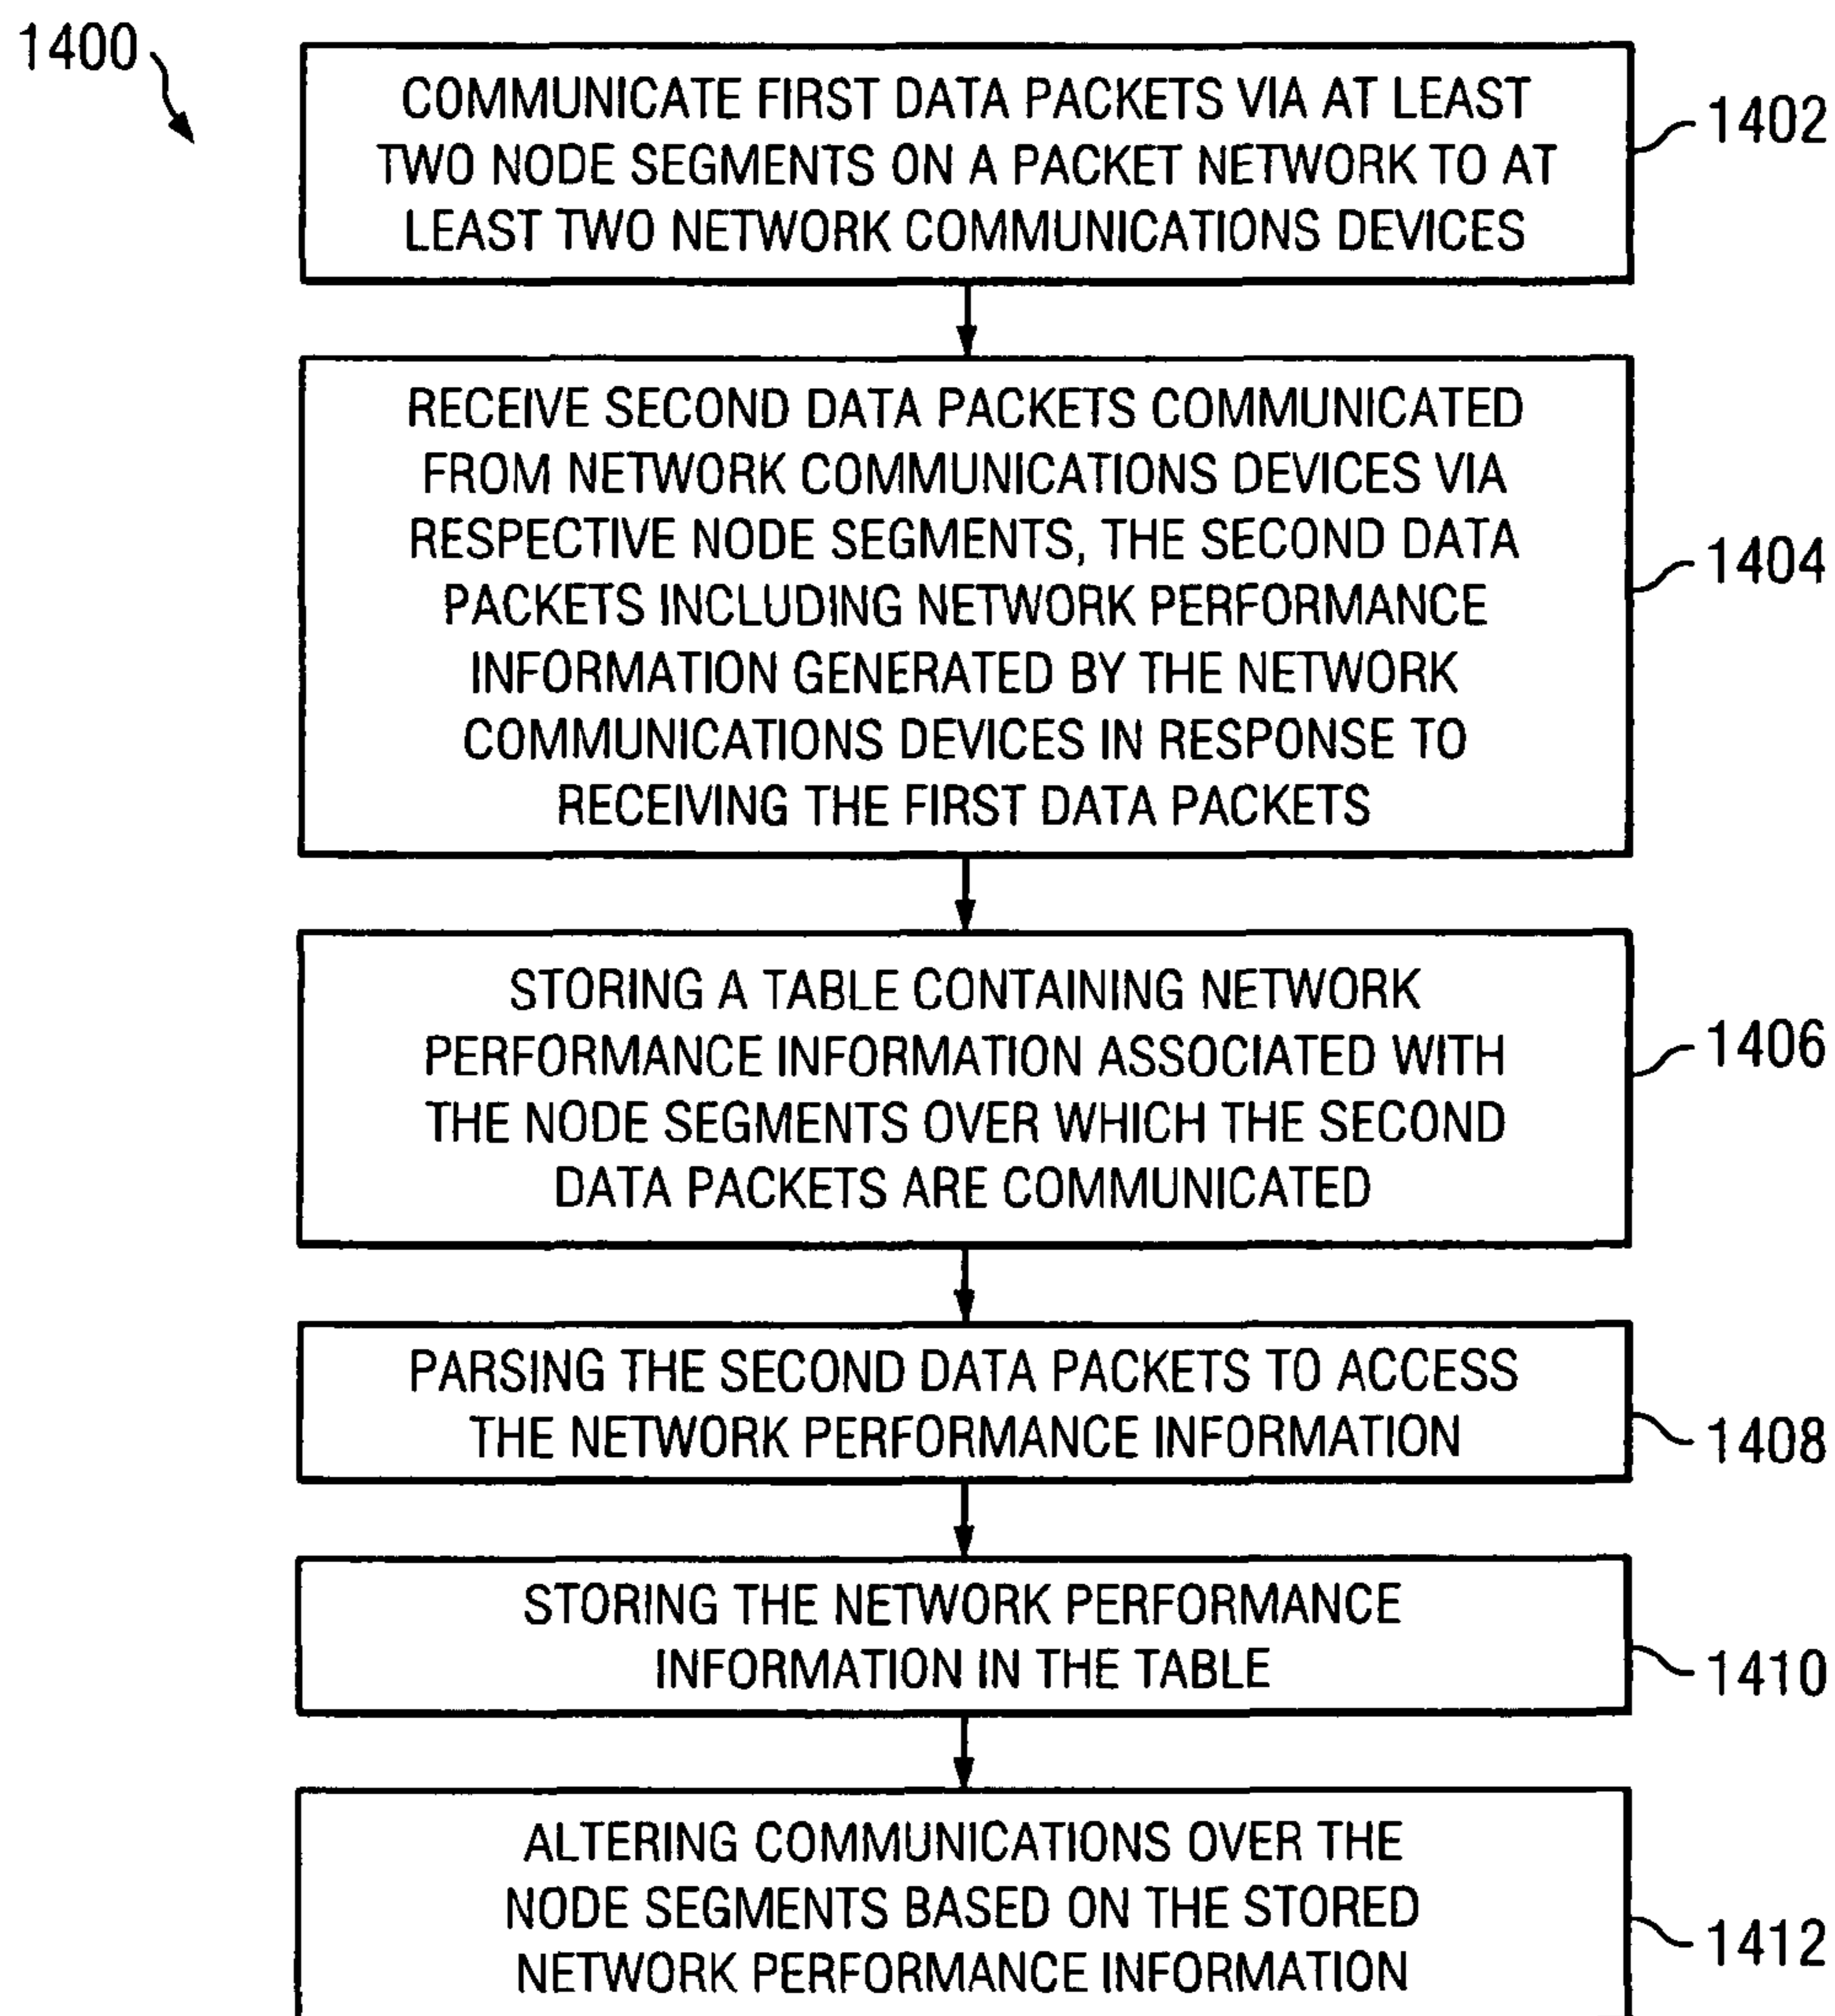 1400
COMMUNICATE FIRST DATA PACKETS VIA AT LEAST
TWO NODE SEGMENTS ON A PACKET NETWORK TO AT
LEAST TWO NETWORK COMMUNICATIONS DEVICES
1402
RECEIVE SECOND DATA PACKETS COMMUNICATED
FROM NETWORK COMMUNICATIONS DEVICES VIA
RESPECTIVE NODE SEGMENTS, THE SECOND DATA
PACKETS INCLUDING NETWORK PERFORMANCE
INFORMATION GENERATED BY THE NETWORK
COMMUNICATIONS DEVICES IN RESPONSE TO
RECEIVING THE FIRST DATA PACKETS
1404
STORING A TABLE CONTAINING NETWORK
PERFORMANCE INFORMATION ASSOCIATED WITH
THE NODE SEGMENTS OVER WHICH THE SECOND
DATA PACKETS ARE COMMUNICATED
1406
PARSING THE SECOND DATA PACKETS TO ACCESS
THE NETWORK PERFORMANCE INFORMATION
1408
STORING THE NETWORK PERFORMANCE
INFORMATION IN THE TABLE
1410
ALTERING COMMUNICATIONS OVER THE
NODE SEGMENTS BASED ON THE STORED
NETWORK PERFORMANCE INFORMATION
1412